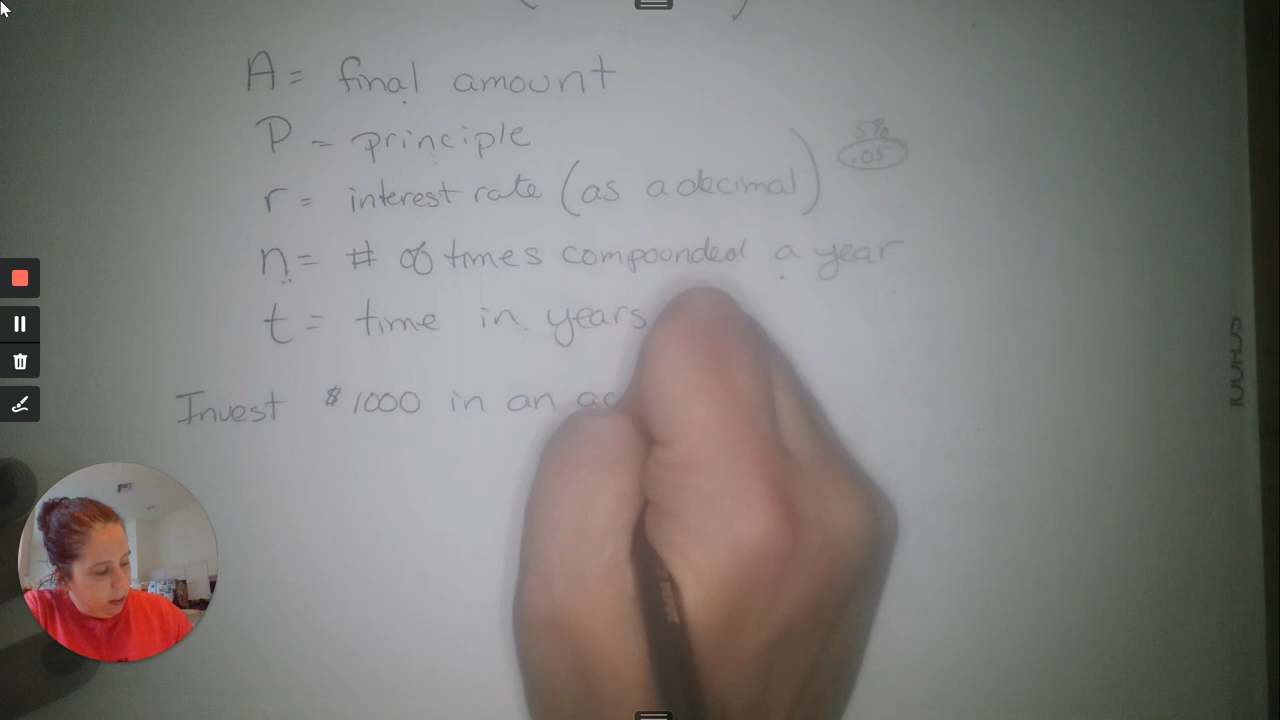 A = final amount
P = principle
5%
.05
r = interest rate (as a decimal)
n = # of times compounded a year
t = time in years
Invest $1000 in an